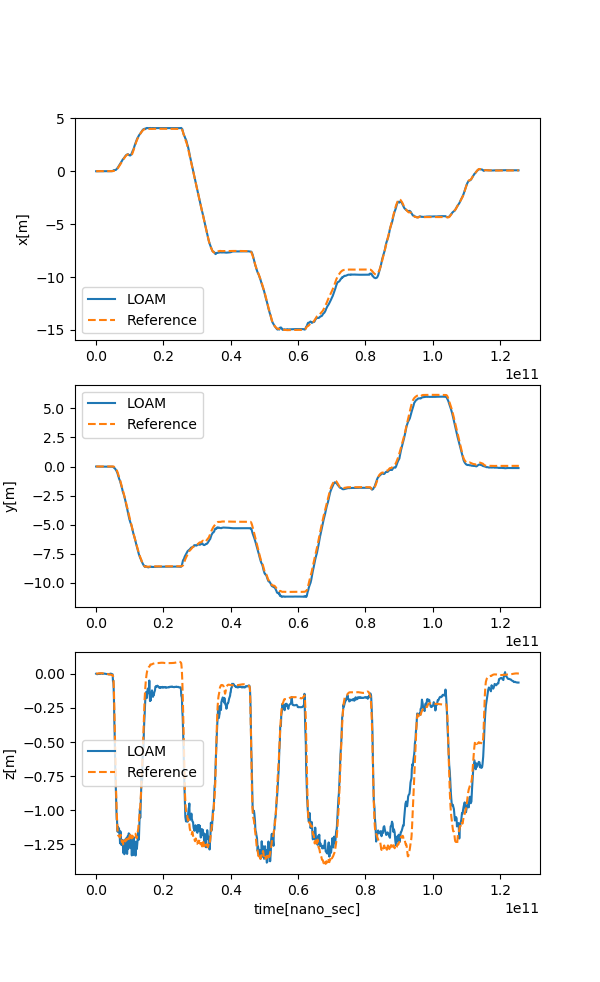 5
0
−5
−10
−15
x[m]
LOAM
Reference
0.0 0.2 0.4 0.6 0.8 1.0 1.2
1e11
5.0
2.5
0.0
−2.5
−5.0
−7.5
−10.0
y[m]
LOAM
Reference
0.0 0.2 0.4 0.6 0.8 1.0 1.2
1e11
0.00
−0.25
−0.50
−0.75
−1.00
−1.25
z[m]
LOAM
Reference
0.0 0.2 0.4 0.6 0.8 1.0 1.2
time[nano_sec]
1e11